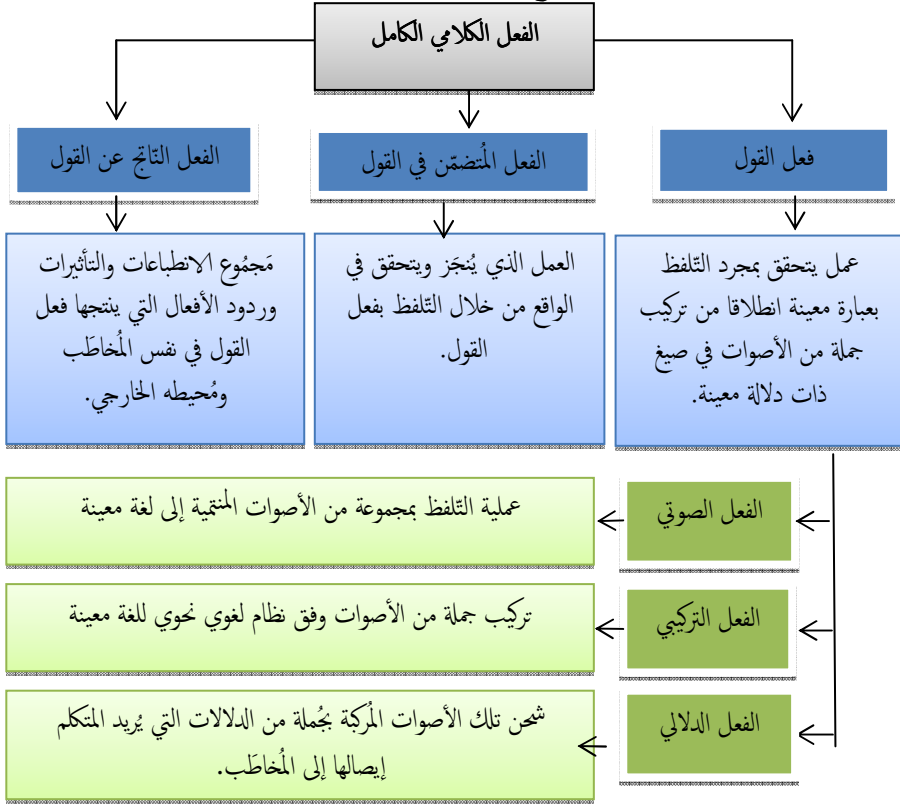 الفعل الكلامي الكامل
فعل القول
الفعل المُتضمّن في القول
الفعل النّاتج عن القول
عمل يتحقق بمجرد التّلفظ
بعبارة معينة انطلاقا من تركيب
جملة من الأصوات في صيغ
ذات دلالة معينة.
العمل الذي يُنجَز ويتحقق في
الواقع من خلال التّلفظ بفعل
القول.
مَجمُوع الانطباعات والتأثيرات
وردود الأفعال التي ينتجها فعل
القول في نفس المُخاطَب
ومُحيطه الخارجي.
الفعل الصوتي
عملية التّلفظ بمجموعة من الأصوات المنتمية إلى لغة معينة
الفعل التركيبي
تركيب جملة من الأصوات وفق نظام لغوي نحوي للغة معينة
الفعل الدلالي
شحن تلك الأصوات المُركبة بجُملة من الدلالات التي يُريد المتكلم
إيصالها إلى المُخاطَب.